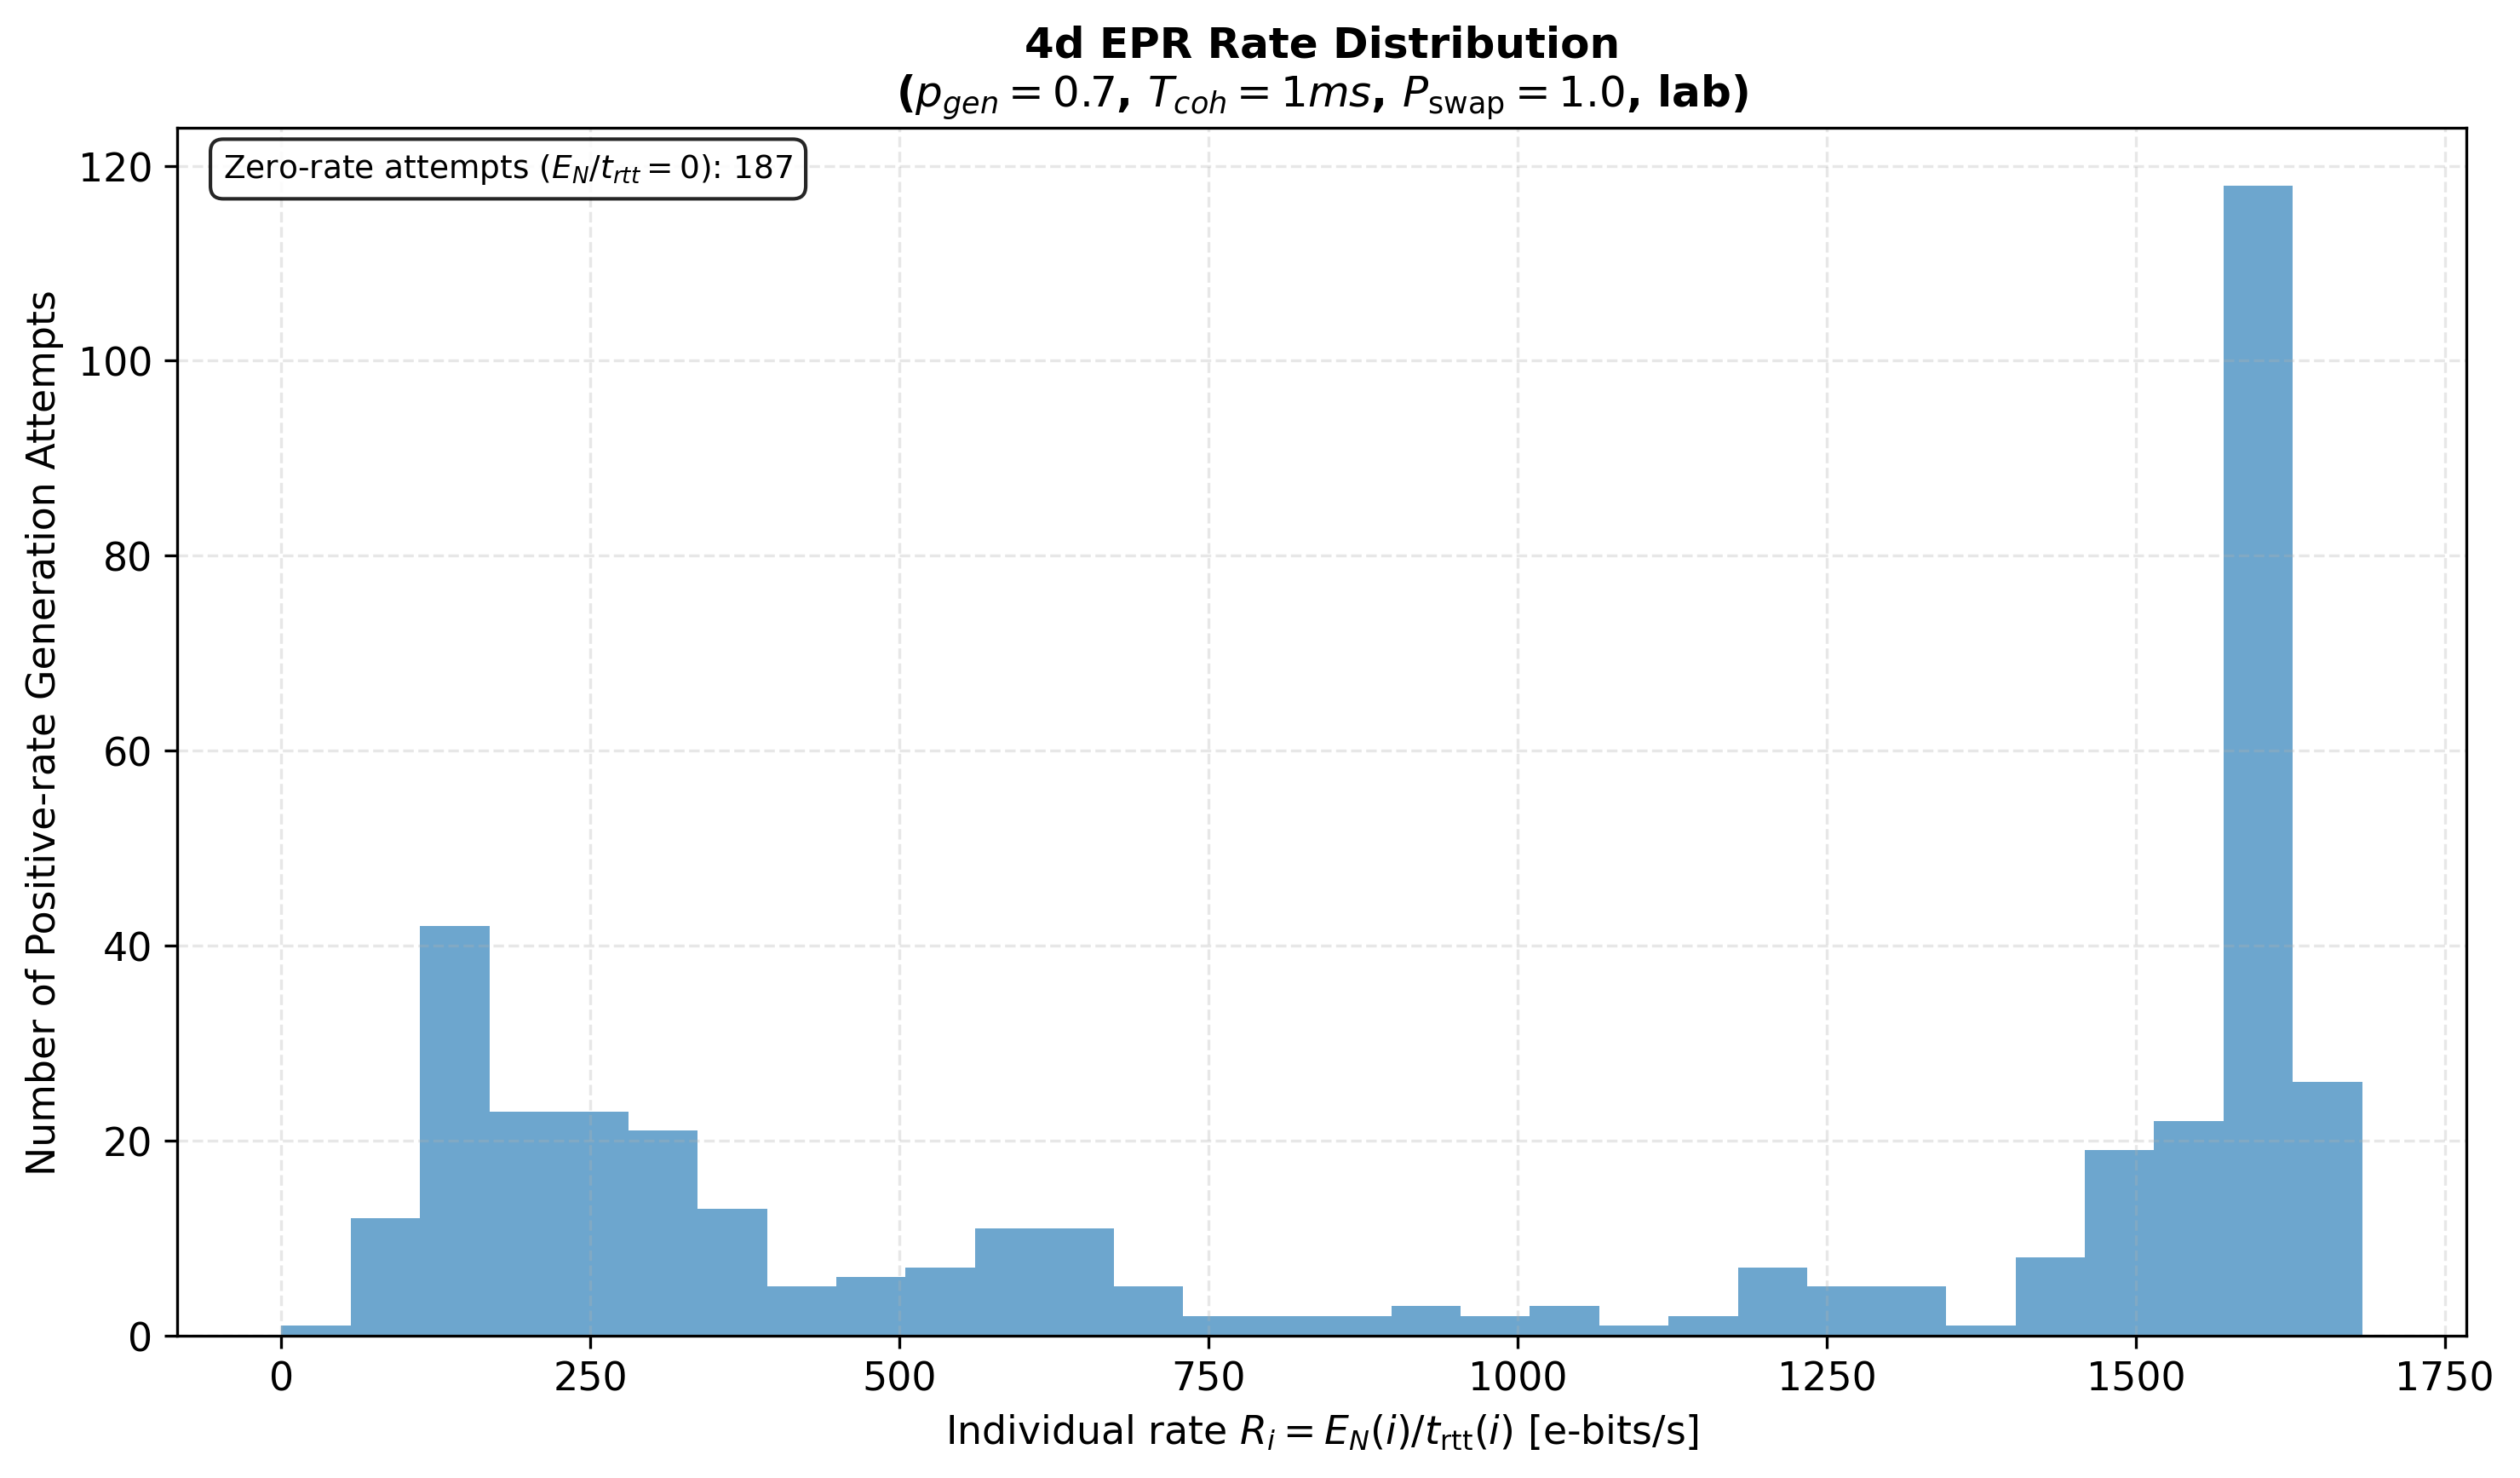 4d EPR Rate Distribution
(p_gen = 0.7, T_coh = 1ms, P_swap = 1.0, lab)
Zero-rate attempts (E_N/t_rtt = 0): 187
Number of Positive-rate Generation Attempts
120
100
80
60
40
20
0
0 250 500 750 1000 1250 1500 1750
Individual rate R_i = E_N(i)/t_rtt(i) [e-bits/s]